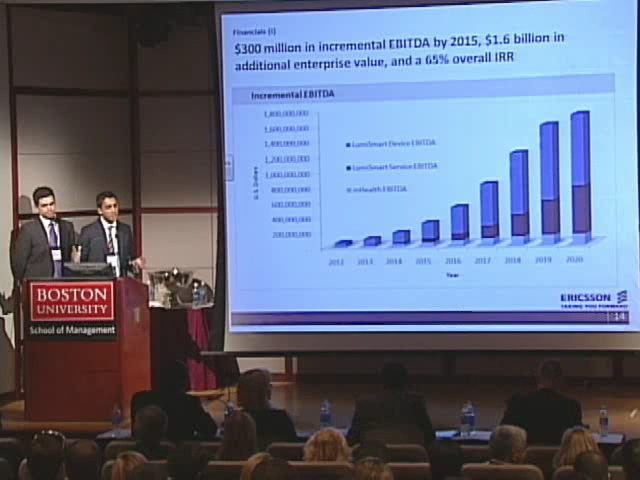 Financials (I)
$300 million in incremental EBITDA by 2015, $1.6 billion in
additional enterprise value, and a 65% overall IRR
Incremental EBITDA
1,800,000,000
1,600,000,000
1,400,000,000
1,200,000,000
1,000,000,000
800,000,000
600,000,000
400,000,000
200,000,000
U.S. Dollars
LumiSmart Device EBITDA
LumiSmart Service EBITDA
mHealth EBITDA
2012 2013 2014 2015 2016 2017 2018 2019 2020
Year
ERICSSON
TAKING YOU FORWARD
14
BOSTON
UNIVERSITY
School of Management